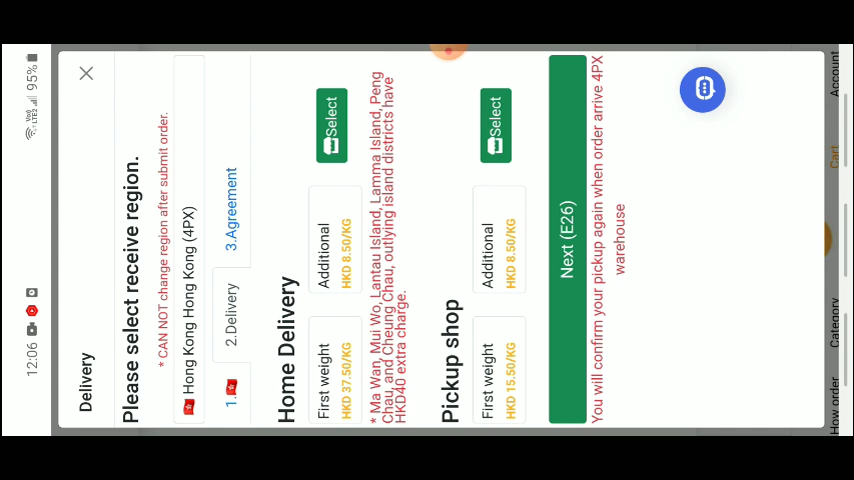 12:06
VoI) LTE2 95%
Delivery
Please select receive region.
* CAN NOT change region after submit order.
Hong Kong Hong Kong (4PX)
1.
2.Delivery
3.Agreement
Home Delivery
First weight
HKD 37.50/KG
Additional
HKD 8.50/KG
Select
* Ma Wan, Mui Wo, Lantau Island, Lamma Island, Peng
Chau, and Cheung Chau, outlying island districts have
HKD40 extra charge.
Pickup shop
First weight
HKD 15.50/KG
Additional
HKD 8.50/KG
Select
Next (E26)
You will confirm your pickup again when order arrive 4PX
warehouse
How order
Category
Cart
Account